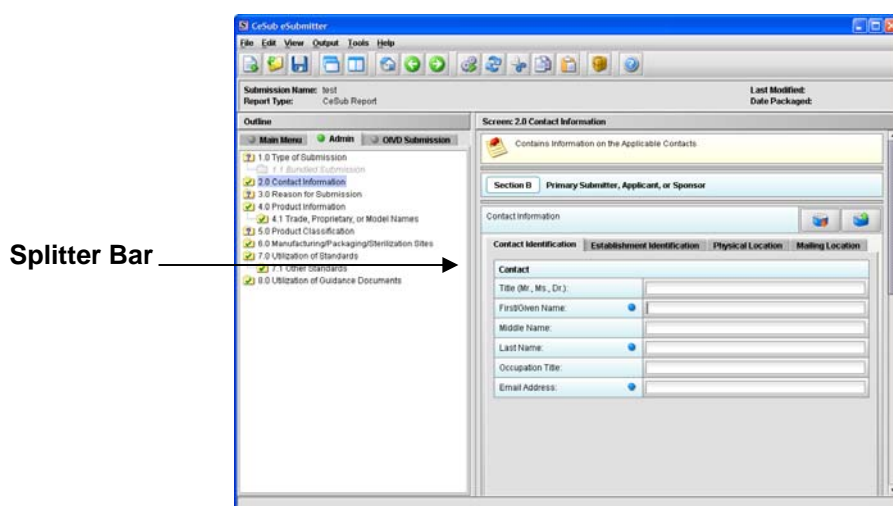 CeSub eSubmitter
File Edit View Output Tools Help
Submission Name: test
Last Modified:
Report Type: CeSub Report
Date Packaged:
Outline
Main Menu Admin OIVD Submission
1.0 Type of Submission
1.1 Bundled Submission
2.0 Contact Information
3.0 Reason for Submission
4.0 Product Information
4.1 Trade, Proprietary, or Model Names
5.0 Product Classification
6.0 Manufacturing/Packaging/Sterilization Sites
7.0 Utilization of Standards
7.1 Other Standards
8.0 Utilization of Guidance Documents
Splitter Bar
Screen: 2.0 Contact Information
Contains Information on the Applicable Contacts
Section B Primary Submitter, Applicant, or Sponsor
Contact Information
Contact Identification Establishment Identification Physical Location Mailing Location
Contact
Title (Mr., Ms., Dr.):
First/Given Name:
Middle Name:
Last Name:
Occupation Title:
Email Address: